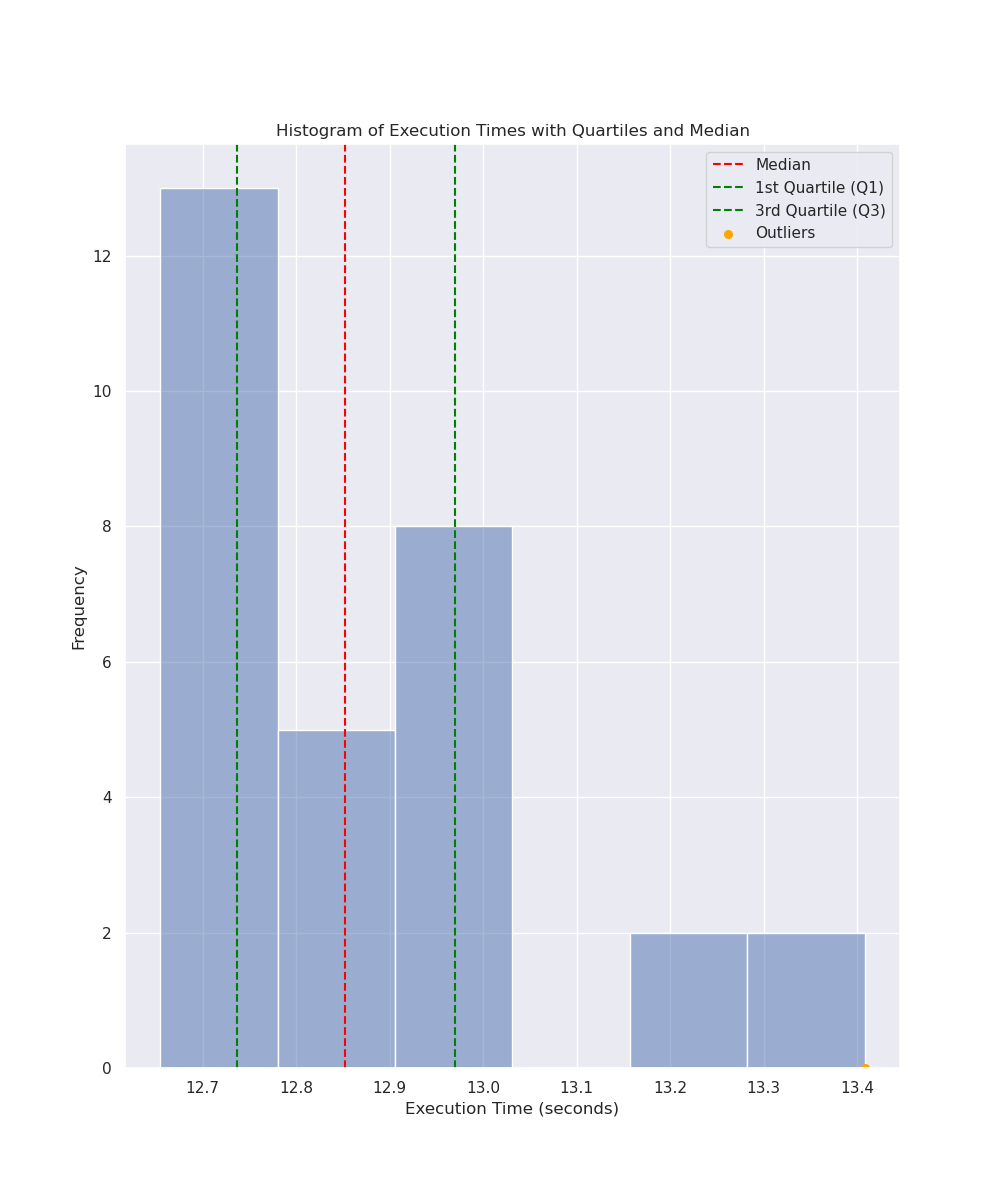 Histogram of Execution Times with Quartiles and Median
Median
1st Quartile (Q1)
3rd Quartile (Q3)
Outliers
12
10
8
6
4
2
0
Frequency
12.7 12.8 12.9 13.0 13.1 13.2 13.3 13.4
Execution Time (seconds)